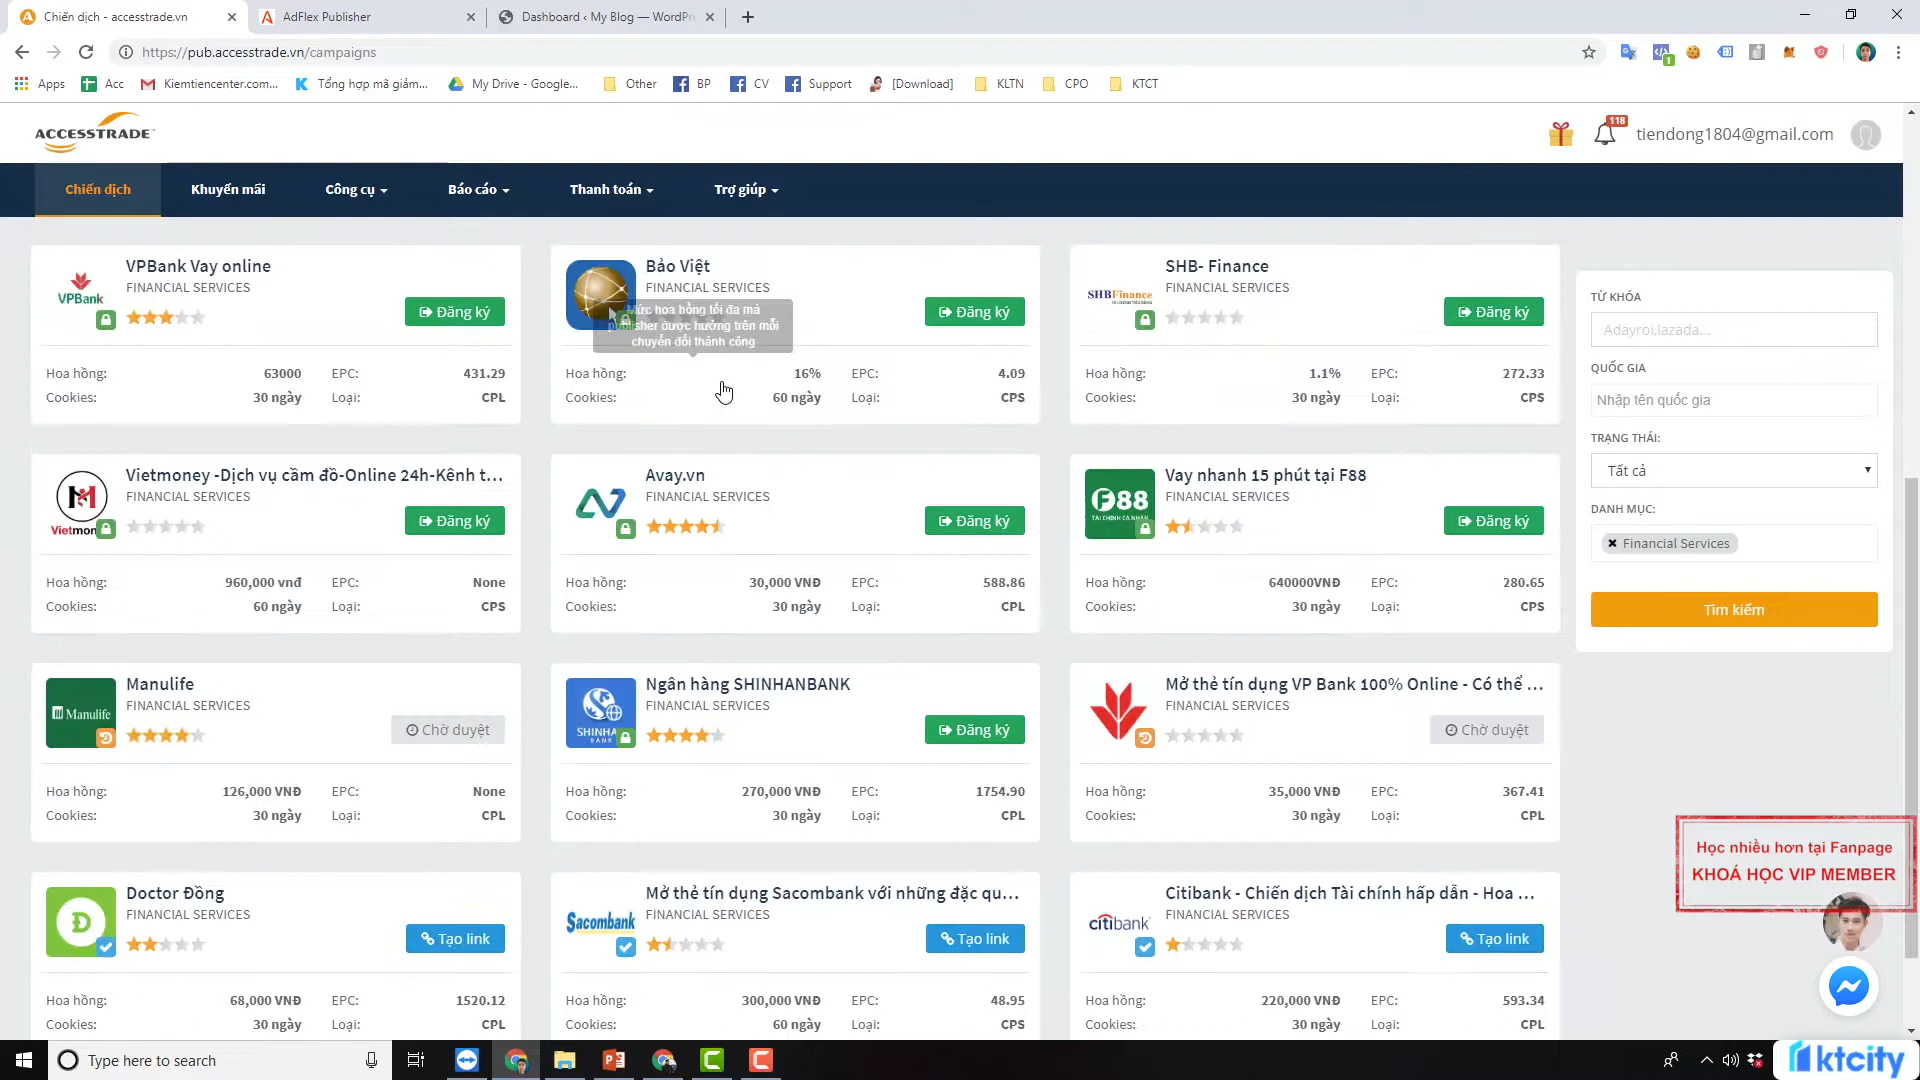 Chiến dịch - accesstrade.vn
AdFlex Publisher
Dashboard ‹ My Blog — WordPr
https://pub.accesstrade.vn/campaigns
Apps
Acc
Kiemtiencenter.com...
Tổng hợp mã giảm...
My Drive - Google...
Other
BP
CV
Support
[Download]
KLTN
CPO
KTCT
ACCESSTRADE
118
tiendong1804@gmail.com
Chiến dịch
Khuyến mãi
Công cụ
Báo cáo
Thanh toán
Trợ giúp
VPBank Vay online
FINANCIAL SERVICES
VPBank
Đăng ký
Hoa hồng: 63000 EPC: 431.29
Cookies: 30 ngày Loại: CPL
Bảo Việt
FINANCIAL SERVICES
Mức hoa hồng tối đa mà
publisher được hưởng trên mỗi
chuyển đổi thành công
Đăng ký
Hoa hồng: 16% EPC: 4.09
Cookies: 60 ngày Loại: CPS
SHB- Finance
FINANCIAL SERVICES
SHBFinance
Đăng ký
Hoa hồng: 1.1% EPC: 272.33
Cookies: 30 ngày Loại: CPS
Vietmoney -Dịch vụ cầm đồ-Online 24h-Kênh t...
FINANCIAL SERVICES
Vietmon
Đăng ký
Hoa hồng: 960,000 vnđ EPC: None
Cookies: 60 ngày Loại: CPS
Avay.vn
FINANCIAL SERVICES
Đăng ký
Hoa hồng: 30,000 VNĐ EPC: 588.86
Cookies: 30 ngày Loại: CPL
Vay nhanh 15 phút tại F88
FINANCIAL SERVICES
F88
Đăng ký
Hoa hồng: 640000VNĐ EPC: 280.65
Cookies: 30 ngày Loại: CPS
Manulife
FINANCIAL SERVICES
Manulife
Chờ duyệt
Hoa hồng: 126,000 VNĐ EPC: None
Cookies: 30 ngày Loại: CPL
Ngân hàng SHINHANBANK
FINANCIAL SERVICES
SHINHA
BANK
Đăng ký
Hoa hồng: 270,000 VNĐ EPC: 1754.90
Cookies: 30 ngày Loại: CPL
Mở thẻ tín dụng VP Bank 100% Online - Có thể ...
FINANCIAL SERVICES
Chờ duyệt
Hoa hồng: 35,000 VNĐ EPC: 367.41
Cookies: 30 ngày Loại: CPL
Doctor Đồng
FINANCIAL SERVICES
Đ
Tạo link
Hoa hồng: 68,000 VNĐ EPC: 1520.12
Cookies: 30 ngày Loại: CPL
Mở thẻ tín dụng Sacombank với những đặc qu...
FINANCIAL SERVICES
Sacombank
Tạo link
Hoa hồng: 300,000 VNĐ EPC: 48.95
Cookies: 60 ngày Loại: CPS
Citibank - Chiến dịch Tài chính hấp dẫn - Hoa ...
FINANCIAL SERVICES
citibank
Tạo link
Hoa hồng: 220,000 VNĐ EPC: 593.34
Cookies: 30 ngày Loại: CPL
TỪ KHÓA
Adayroi,lazada...
QUỐC GIA
Nhập tên quốc gia
TRẠNG THÁI:
Tất cả
DANH MỤC:
Financial Services
Tìm kiếm
Học nhiều hơn tại Fanpage
KHOÁ HỌC VIP MEMBER
Type here to search
ktcity